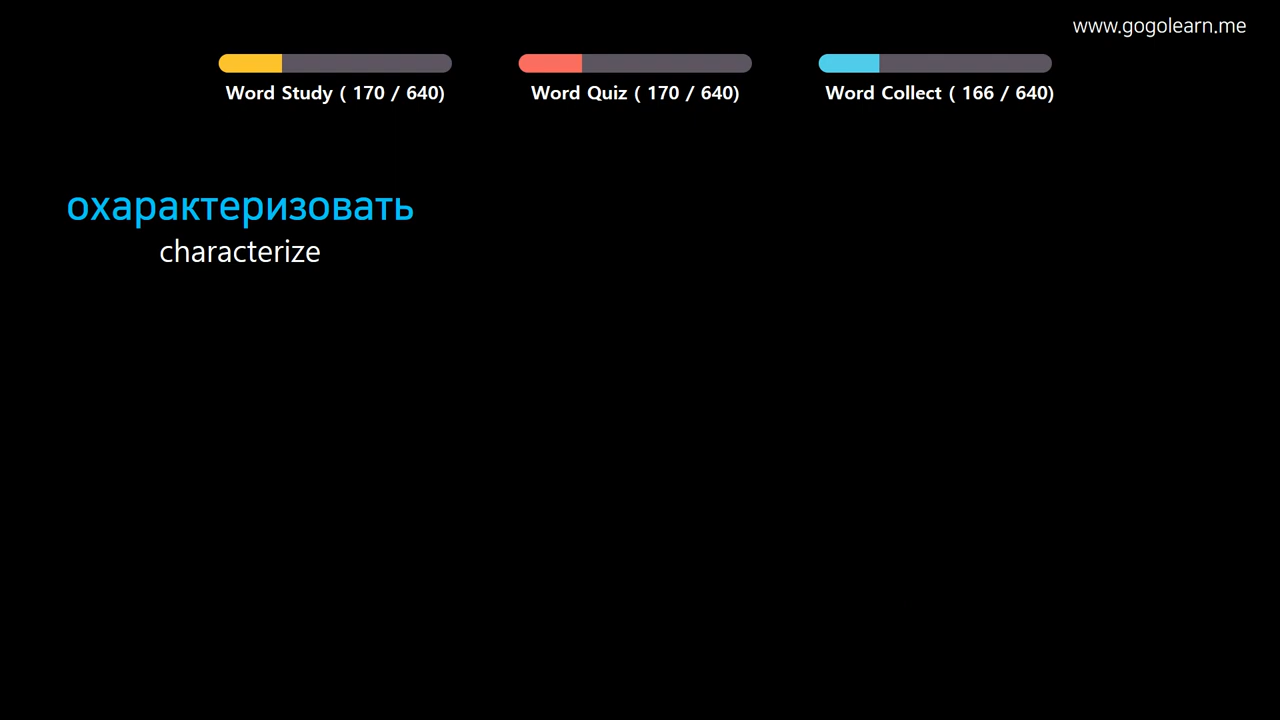 www.gogolearn.me
Word Study ( 170 / 640)
Word Quiz ( 170 / 640)
Word Collect ( 166 / 640)
охарактеризовать
characterize